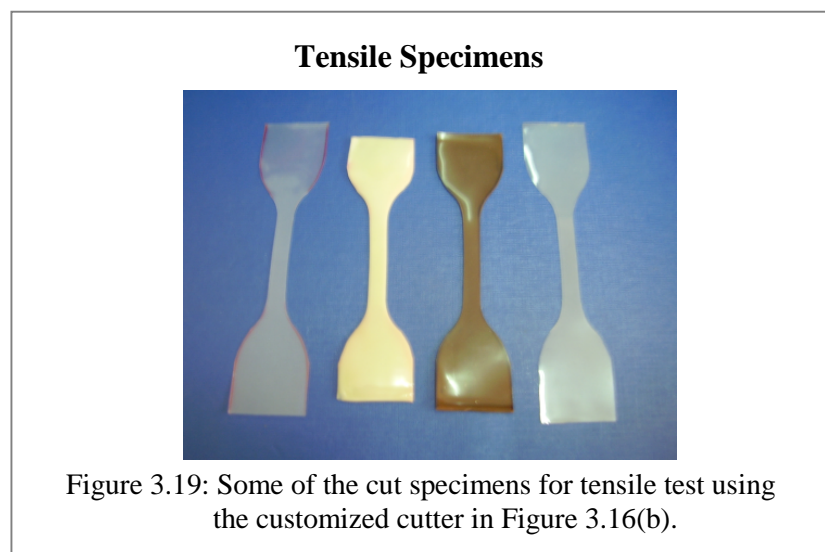 Tensile Specimens
Figure 3.19: Some of the cut specimens for tensile test using
the customized cutter in Figure 3.16(b).